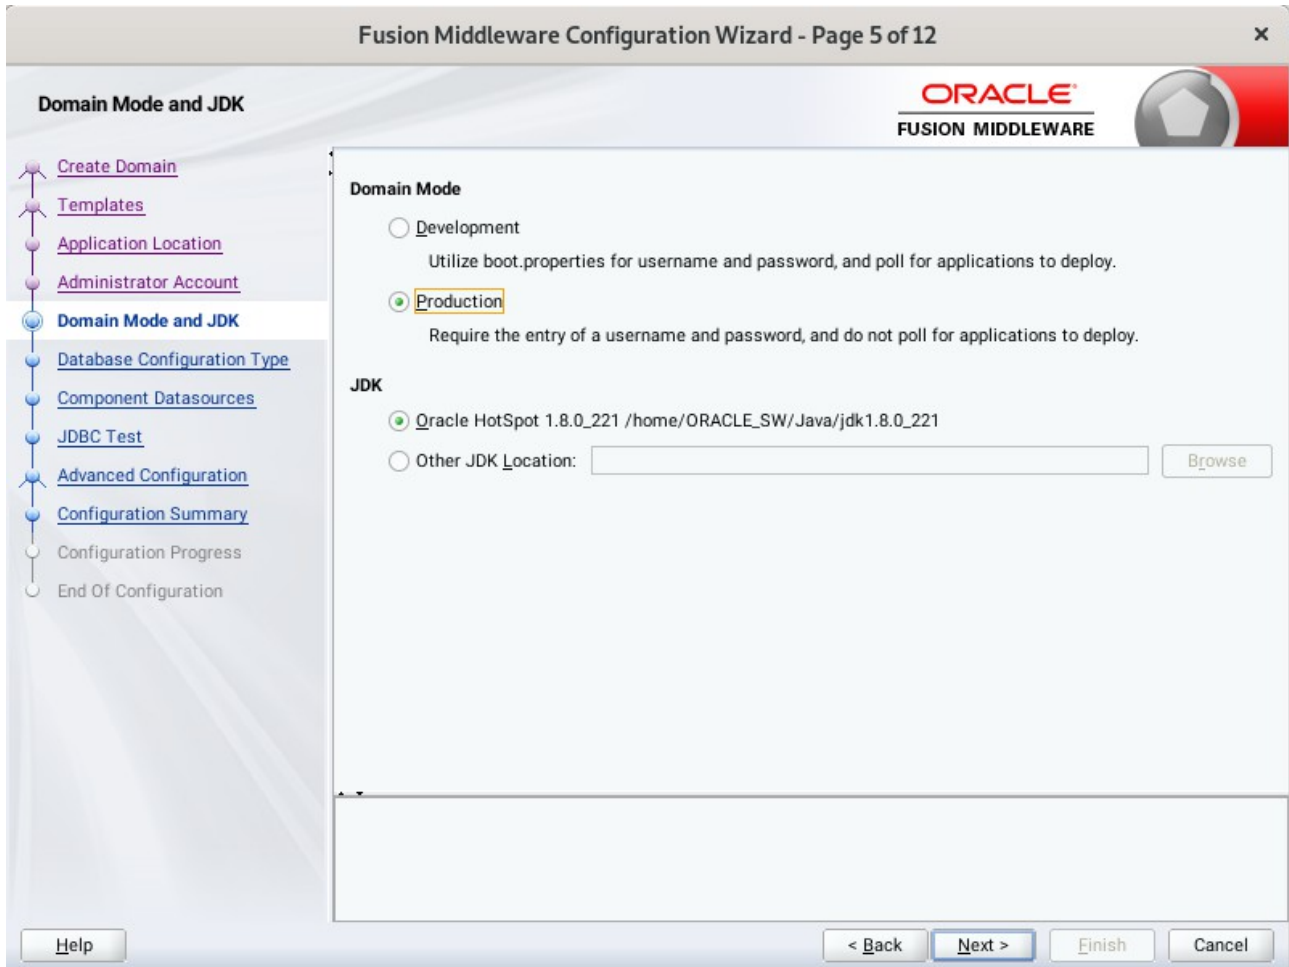 Fusion Middleware Configuration Wizard - Page 5 of 12
×
Domain Mode and JDK
ORACLE
FUSION MIDDLEWARE
Create Domain
Templates
Application Location
Administrator Account
Domain Mode and JDK
Database Configuration Type
Component Datasources
JDBC Test
Advanced Configuration
Configuration Summary
Configuration Progress
End Of Configuration
Domain Mode
Development
Utilize boot.properties for username and password, and poll for applications to deploy.
Production
Require the entry of a username and password, and do not poll for applications to deploy.
JDK
Oracle HotSpot 1.8.0_221 /home/ORACLE_SW/Java/jdk1.8.0_221
Other JDK Location: Browse
Help < Back Next > Finish Cancel